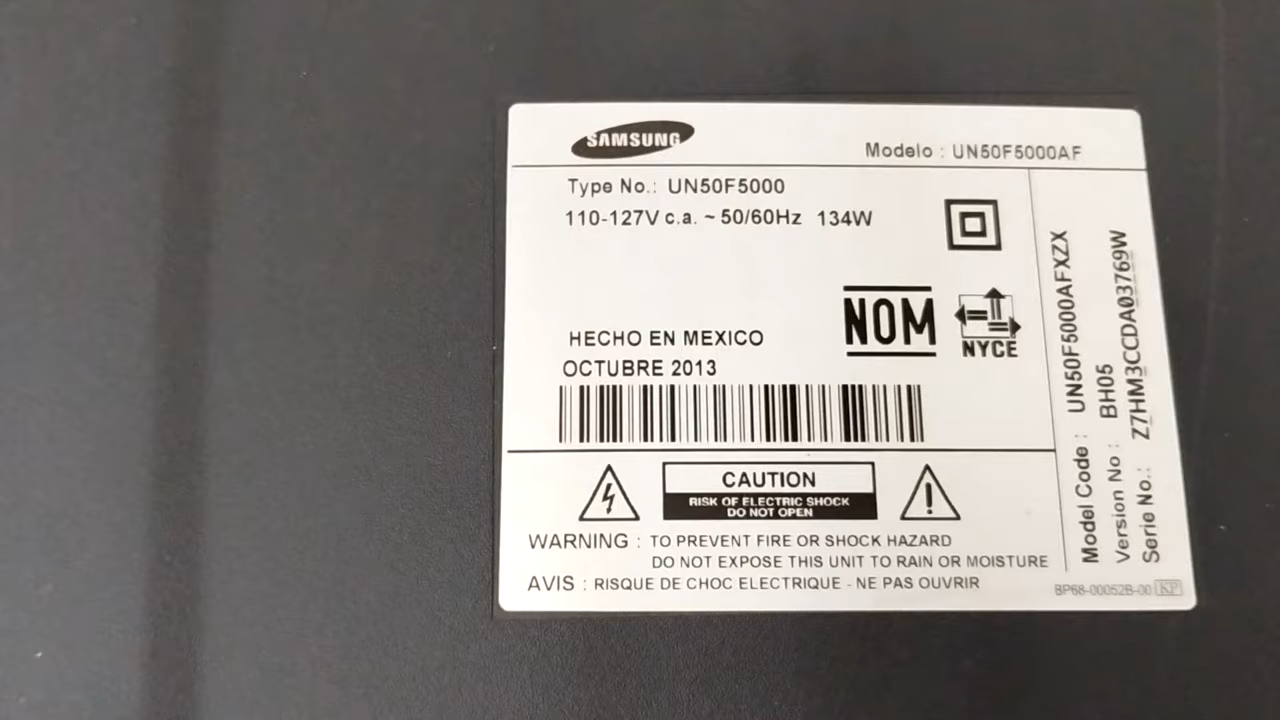 SAMSUNG
Modelo : UN50F5000AF
Type No.: UN50F5000
110-127V c.a. ~ 50/60Hz 134W
NOM
NYCE
HECHO EN MEXICO
OCTUBRE 2013
CAUTION
RISK OF ELECTRIC SHOCK
DO NOT OPEN
WARNING : TO PREVENT FIRE OR SHOCK HAZARD
DO NOT EXPOSE THIS UNIT TO RAIN OR MOISTURE
AVIS : RISQUE DE CHOC ELECTRIQUE - NE PAS OUVRIR
Model Code : UN50F5000AFXZX
Version No : BH05
Serie No.: Z7HM3CCDA03769W
BP68-00052B-00 KP